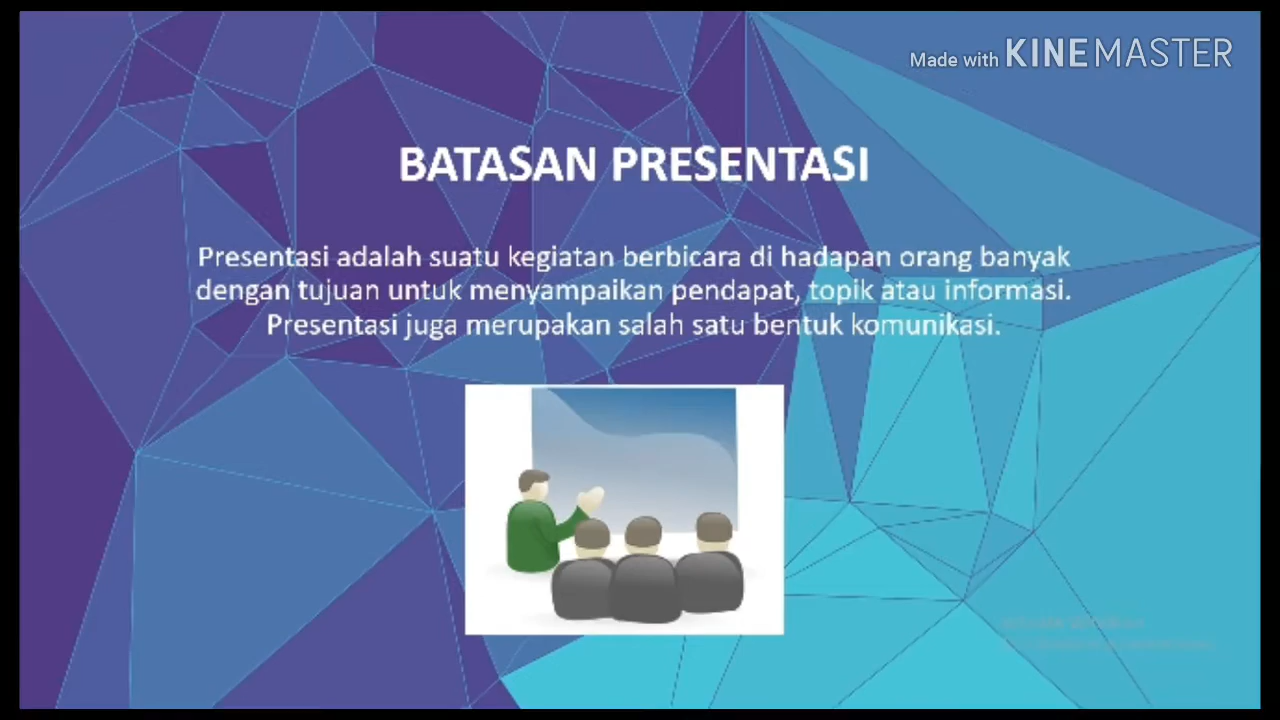 Made with KINEMASTER
BATASAN PRESENTASI
Presentasi adalah suatu kegiatan berbicara di hadapan orang banyak
dengan tujuan untuk menyampaikan pendapat, topik atau informasi.
Presentasi juga merupakan salah satu bentuk komunikasi.